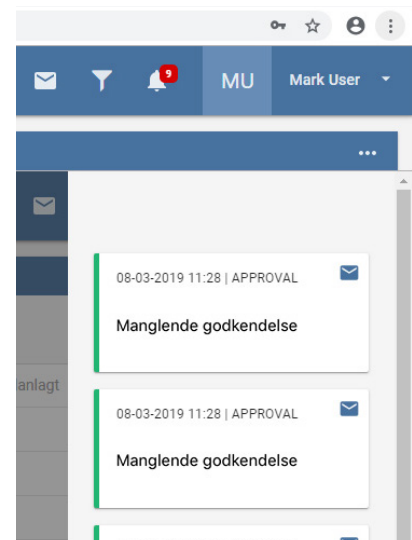 9
MU
Mark User
lanlagt
08-03-2019 11:28 | APPROVAL
Manglende godkendelse
08-03-2019 11:28 | APPROVAL
Manglende godkendelse